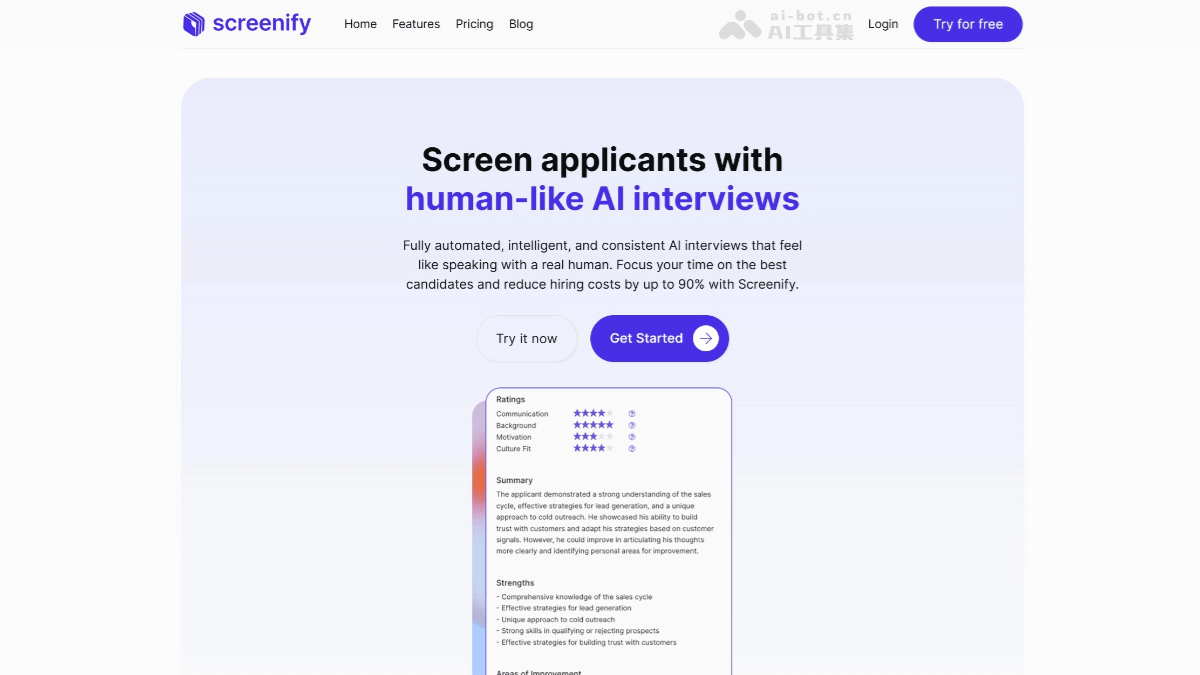 screenify
Home Features Pricing Blog
ai-bot.cn
AI工具集
Login
Try for free
Screen applicants with
human-like AI interviews
Fully automated, intelligent, and consistent AI interviews that feel
like speaking with a real human. Focus your time on the best
candidates and reduce hiring costs by up to 90% with Screenify.
Try it now
Get Started
Ratings
Communication
Background
Motivation
Culture Fit
Summary
The applicant demonstrated a strong understanding of the sales
cycle, effective strategies for lead generation, and a unique
approach to cold outreach. He showcased his ability to build
trust with customers and adapt his strategies based on customer
signals. However, he could improve in articulating his thoughts
more clearly and identifying personal areas for improvement.
Strengths
- Comprehensive knowledge of the sales cycle
- Effective strategies for lead generation
- Unique approach to cold outreach
- Strong skills in qualifying or rejecting prospects
- Effective strategies for building trust with customers
Areas of Improvement